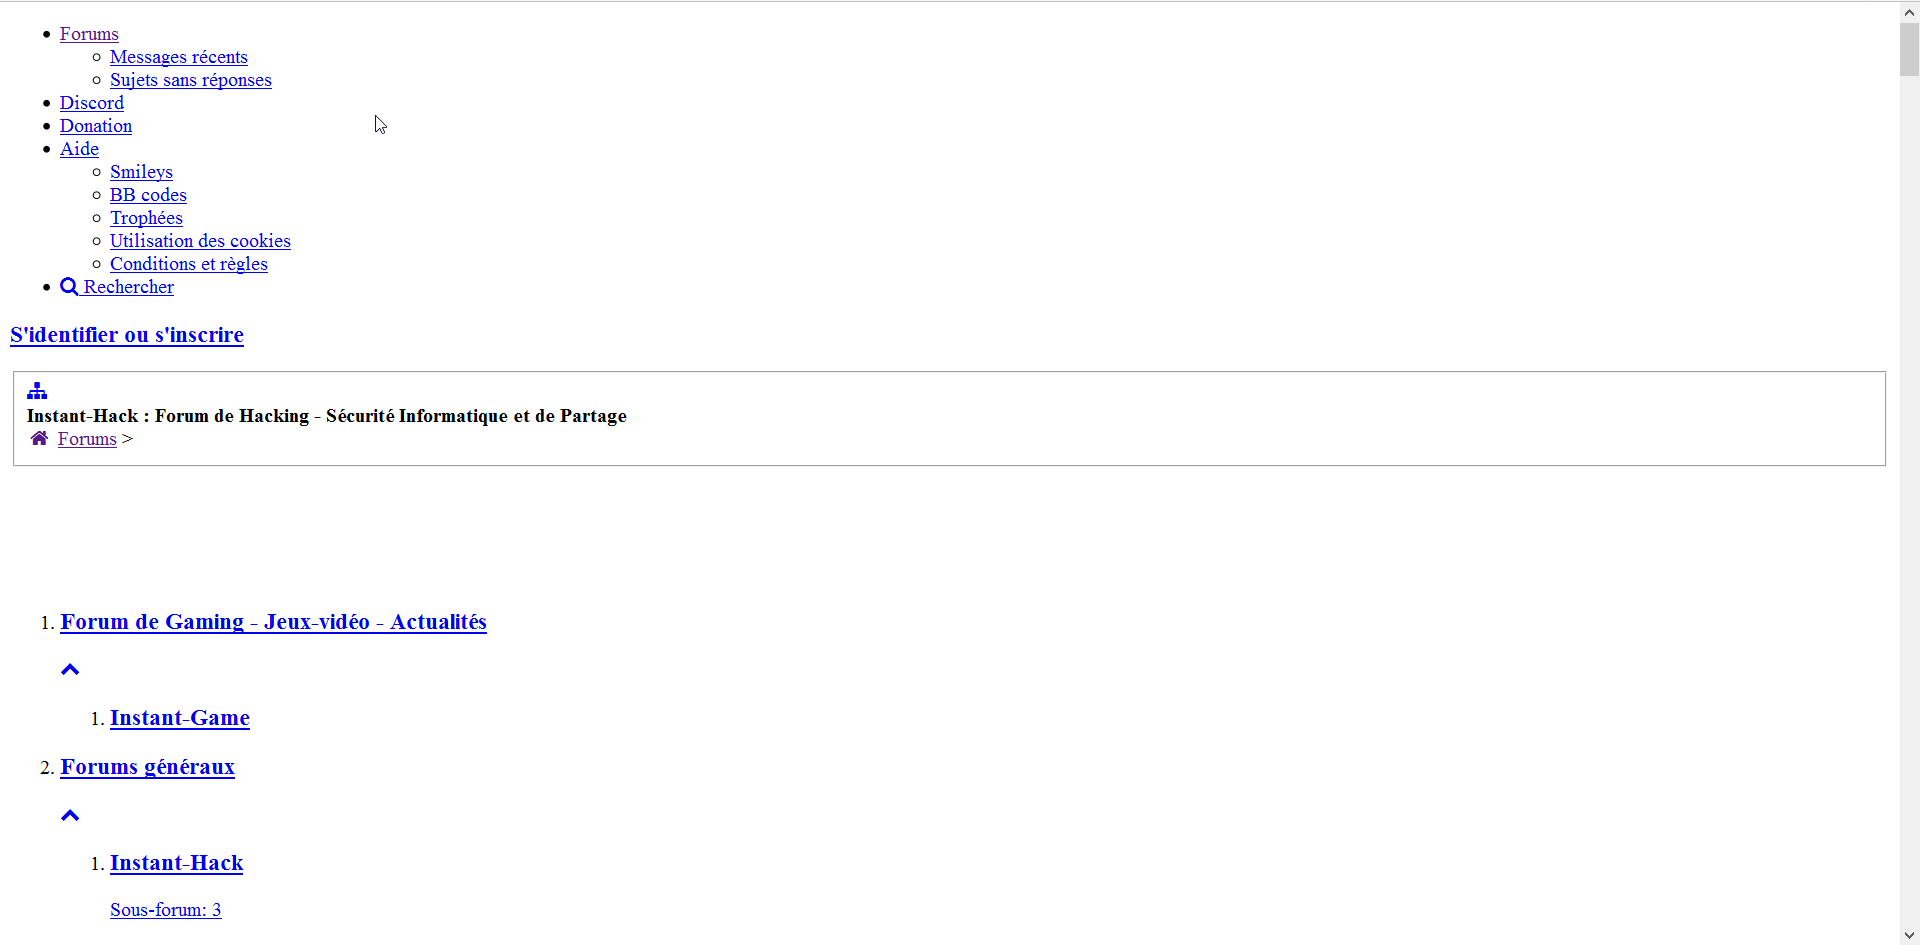 Forums
Messages récents
Sujets sans réponses
Discord
Donation
Aide
Smileys
BB codes
Trophées
Utilisation des cookies
Conditions et règles
Rechercher
S'identifier ou s'inscrire
Instant-Hack : Forum de Hacking - Sécurité Informatique et de Partage
Forums >
1. Forum de Gaming - Jeux-vidéo - Actualités
1. Instant-Game
2. Forums généraux
1. Instant-Hack
Sous-forum: 3